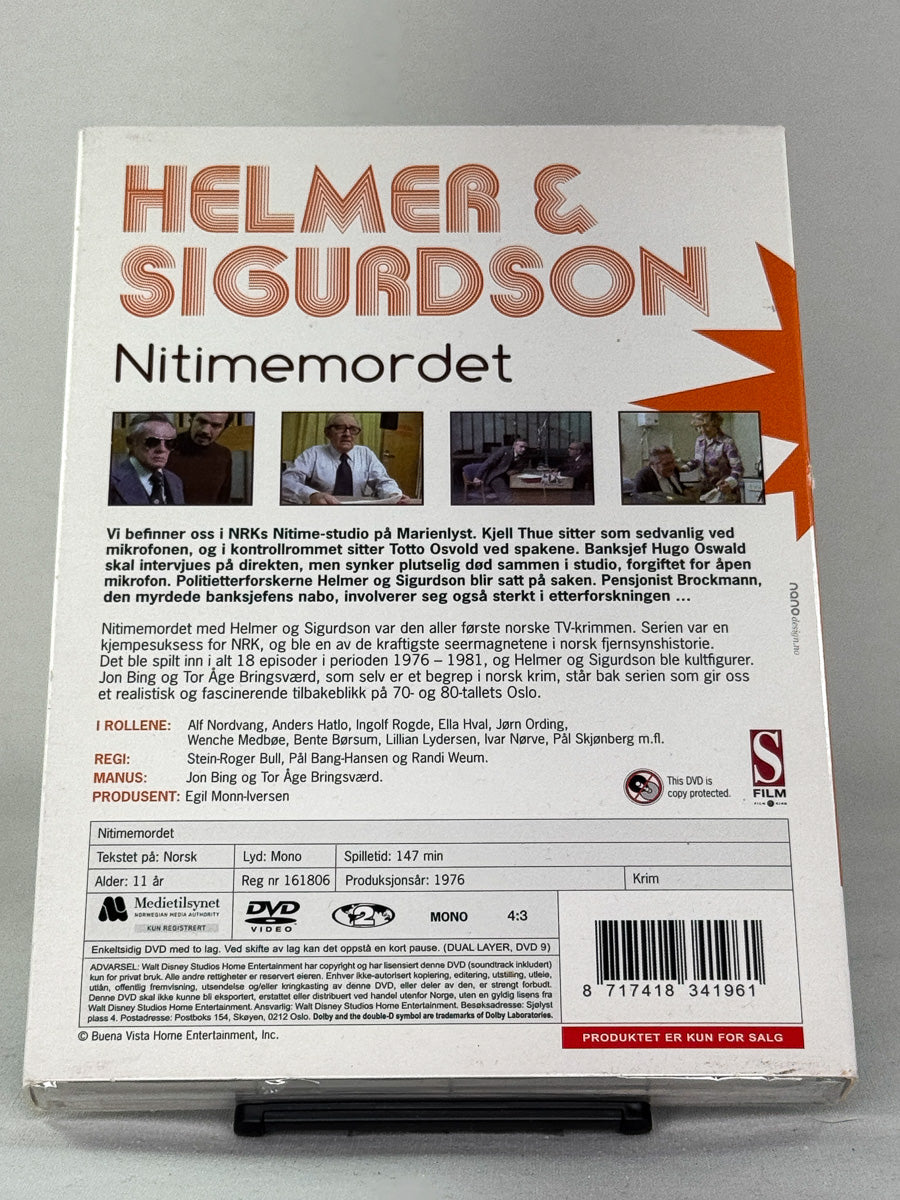 HELMER &
SIGURDSON
Nitimemordet
Vi befinner oss i NRKs Nitime-studio på Marienlyst. Kjell Thue sitter som sedvanlig ved
mikrofonen, og i kontrollrommet sitter Totto Osvold ved spakene. Banksjef Hugo Oswald
skal intervjues på direkten, men synker plutselig død sammen i studio, forgiftet for åpen
mikrofon. Politietterforskerne Helmer og Sigurdson blir satt på saken. Pensjonist Brockmann,
den myrdede banksjefens nabo, involverer seg også sterkt i etterforskningen ...
nanodesign.no
Nitimemordet med Helmer og Sigurdson var den aller første norske TV-krimmen. Serien var en
kjempesuksess for NRK, og ble en av de kraftigste seermagnetene i norsk fjernsynshistorie.
Det ble spilt inn i alt 18 episoder i perioden 1976 – 1981, og Helmer og Sigurdson ble kultfigurer.
Jon Bing og Tor Åge Bringsværd, som selv er et begrep i norsk krim, står bak serien som gir oss
et realistisk og fascinerende tilbakeblikk på 70- og 80-tallets Oslo.
I ROLLENE: Alf Nordvang, Anders Hatlo, Ingolf Rogde, Ella Hval, Jørn Ording,
Wenche Medbøe, Bente Børsum, Lillian Lydersen, Ivar Nørve, Pål Skjønberg m.fl.
REGI: Stein-Roger Bull, Pål Bang-Hansen og Randi Weum.
MANUS: Jon Bing og Tor Åge Bringsværd.
PRODUSENT: Egil Monn-Iversen
This DVD is
copy protected.
S
FILM
Nitimemordet
Tekstet på: Norsk Lyd: Mono Spilletid: 147 min
Alder: 11 år Reg nr 161806 Produksjonsår: 1976 Krim
Medietilsynet
NORWEGIAN MEDIA AUTHORITY
KUN REGISTRERT
DVD
VIDEO
2
MONO
4:3
Enkeltsidig DVD med to lag. Ved skifte av lag kan det oppstå en kort pause. (DUAL LAYER, DVD 9)
ADVARSEL: Walt Disney Studios Home Entertainment har copyright og har lisensiert denne DVD (soundtrack inkludert)
kun for privat bruk. Alle andre rettigheter er reservert eieren. Enhver ikke-autorisert kopiering, editering, utstilling, utleie,
utlån, offentlig fremvisning, utsendelse og/eller kringkasting av denne DVD, eller deler av den, er strengt forbudt.
Denne DVD skal ikke kunne bli eksportert, erstattet eller distribuert ved handel utenfor Norge, uten en gyldig lisens fra
Walt Disney Studios Home Entertainment. Ansvarlig: Walt Disney Studios Home Entertainment. Besøksadresse: Sjølyst
plass 4. Postadresse: Postboks 154, Skøyen, 0212 Oslo. Dolby and the double-D symbol are trademarks of Dolby Laboratories.
8 717418 341961
© Buena Vista Home Entertainment, Inc.
PRODUKTET ER KUN FOR SALG